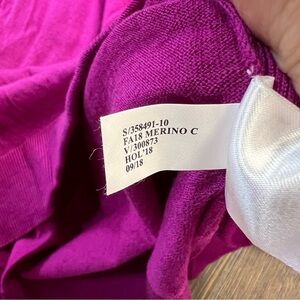 S/358491-10
FA18 MERINO C
V/300873
HOL'18
09/18